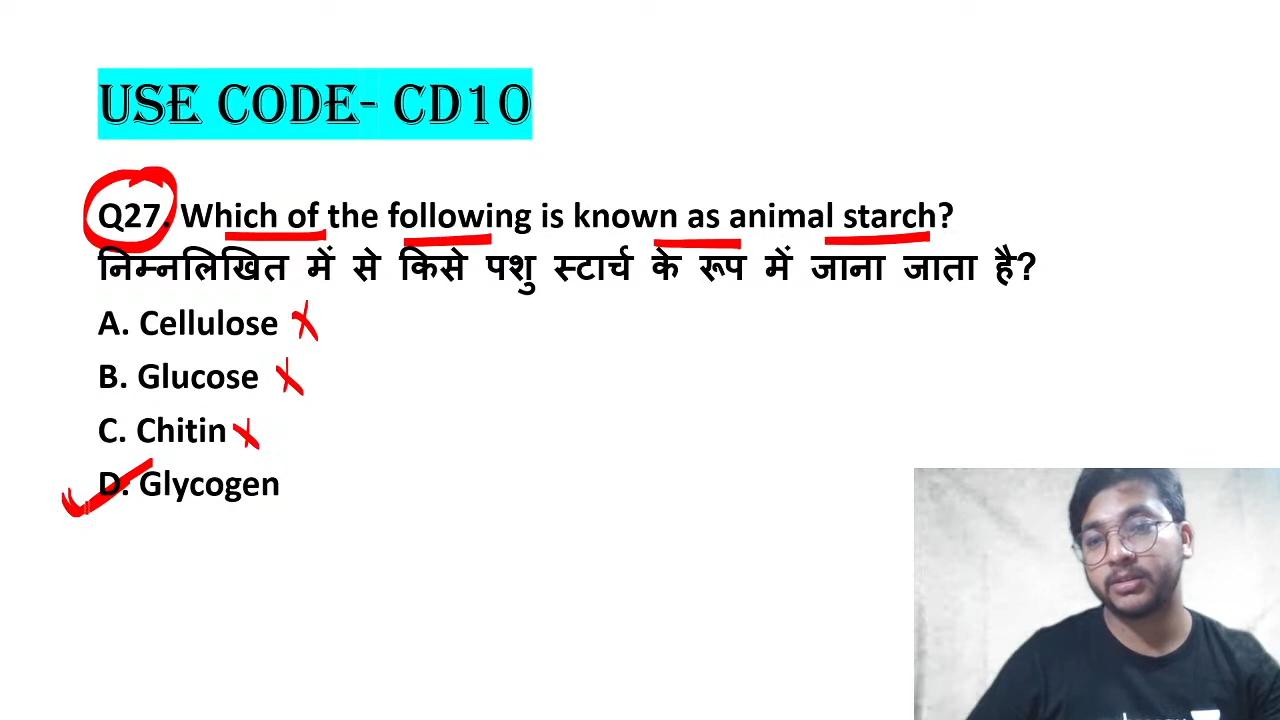 USE CODE- CD10
Q27. Which of the following is known as animal starch?
निम्नलिखित में से किसे पशु स्टार्च के रूप में जाना जाता है?
A. Cellulose
B. Glucose
C. Chitin
D. Glycogen